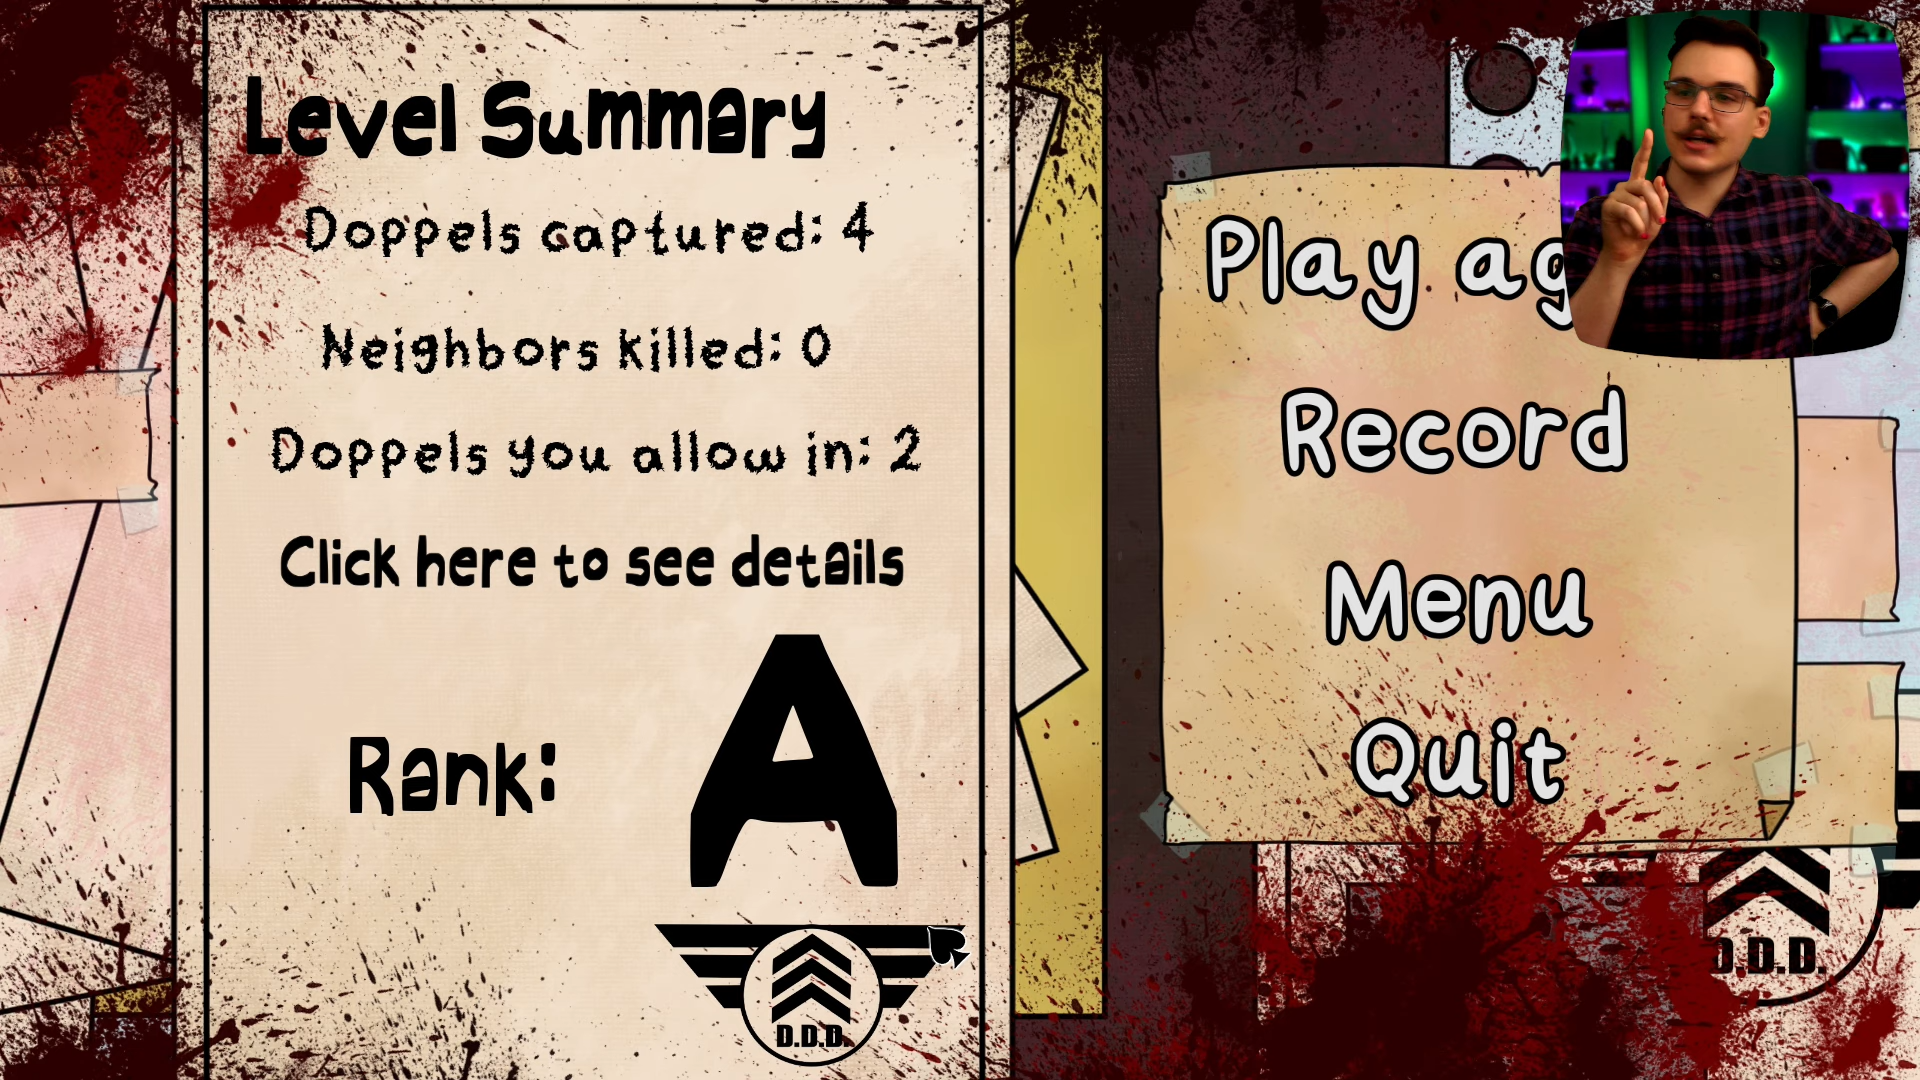 Level Summary
Doppels captured: 4
Neighbors killed: 0
Doppels you allow in: 2
Click here to see details
Rank: A
D.D.D.
Play ag
Record
Menu
Quit
D.D.D.